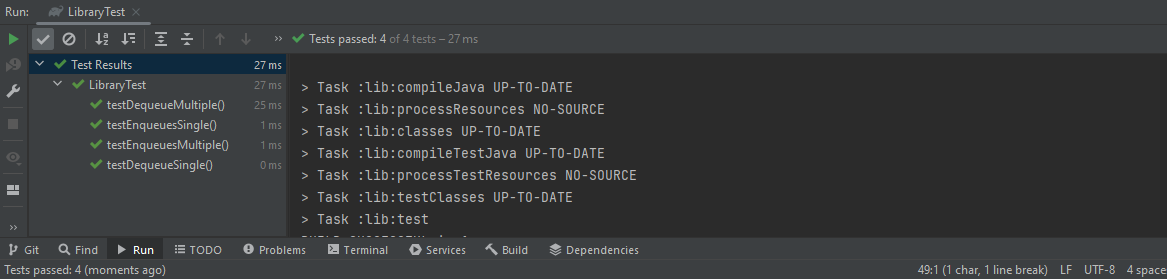 Run: LibraryTest
Tests passed: 4 of 4 tests – 27 ms
Test Results 27 ms
LibraryTest 27 ms
testDequeueMultiple() 25 ms
testEnqueuesSingle() 1 ms
testEnqueuesMultiple() 1 ms
testDequeueSingle() 0 ms
> Task :lib:compileJava UP-TO-DATE
> Task :lib:processResources NO-SOURCE
> Task :lib:classes UP-TO-DATE
> Task :lib:compileTestJava UP-TO-DATE
> Task :lib:processTestResources NO-SOURCE
> Task :lib:testClasses UP-TO-DATE
> Task :lib:test
Git Find Run TODO Problems Terminal Services Build Dependencies
Tests passed: 4 (moments ago) 49:1 (1 char, 1 line break) LF UTF-8 4 space